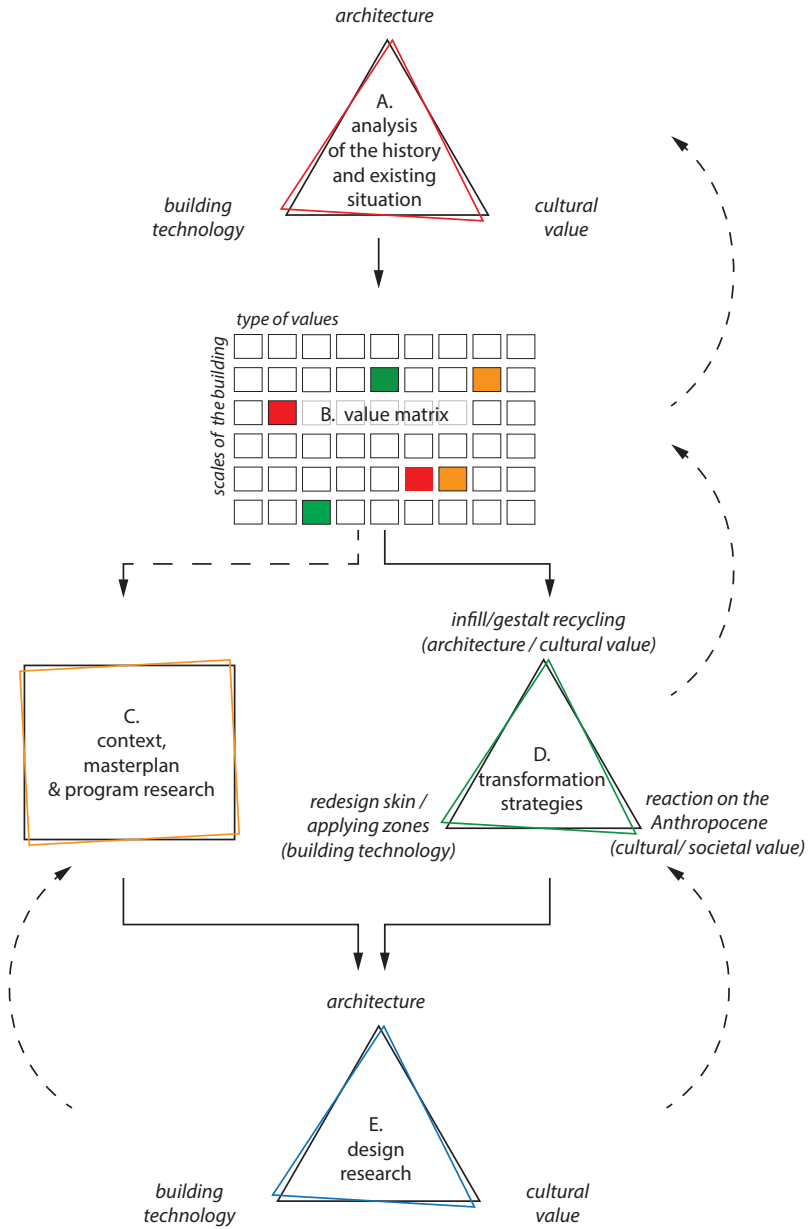 architecture
A.
analysis
of the history
and existing
situation
building
technology
cultural
value
type of values
scales of the building
B. value matrix
infill/gestalt recycling
(architecture / cultural value)
C.
context,
masterplan
& program research
D.
transformation
strategies
redesign skin /
applying zones
(building technology)
reaction on the
Anthropocene
(cultural/ societal value)
architecture
E.
design
research
building
technology
cultural
value